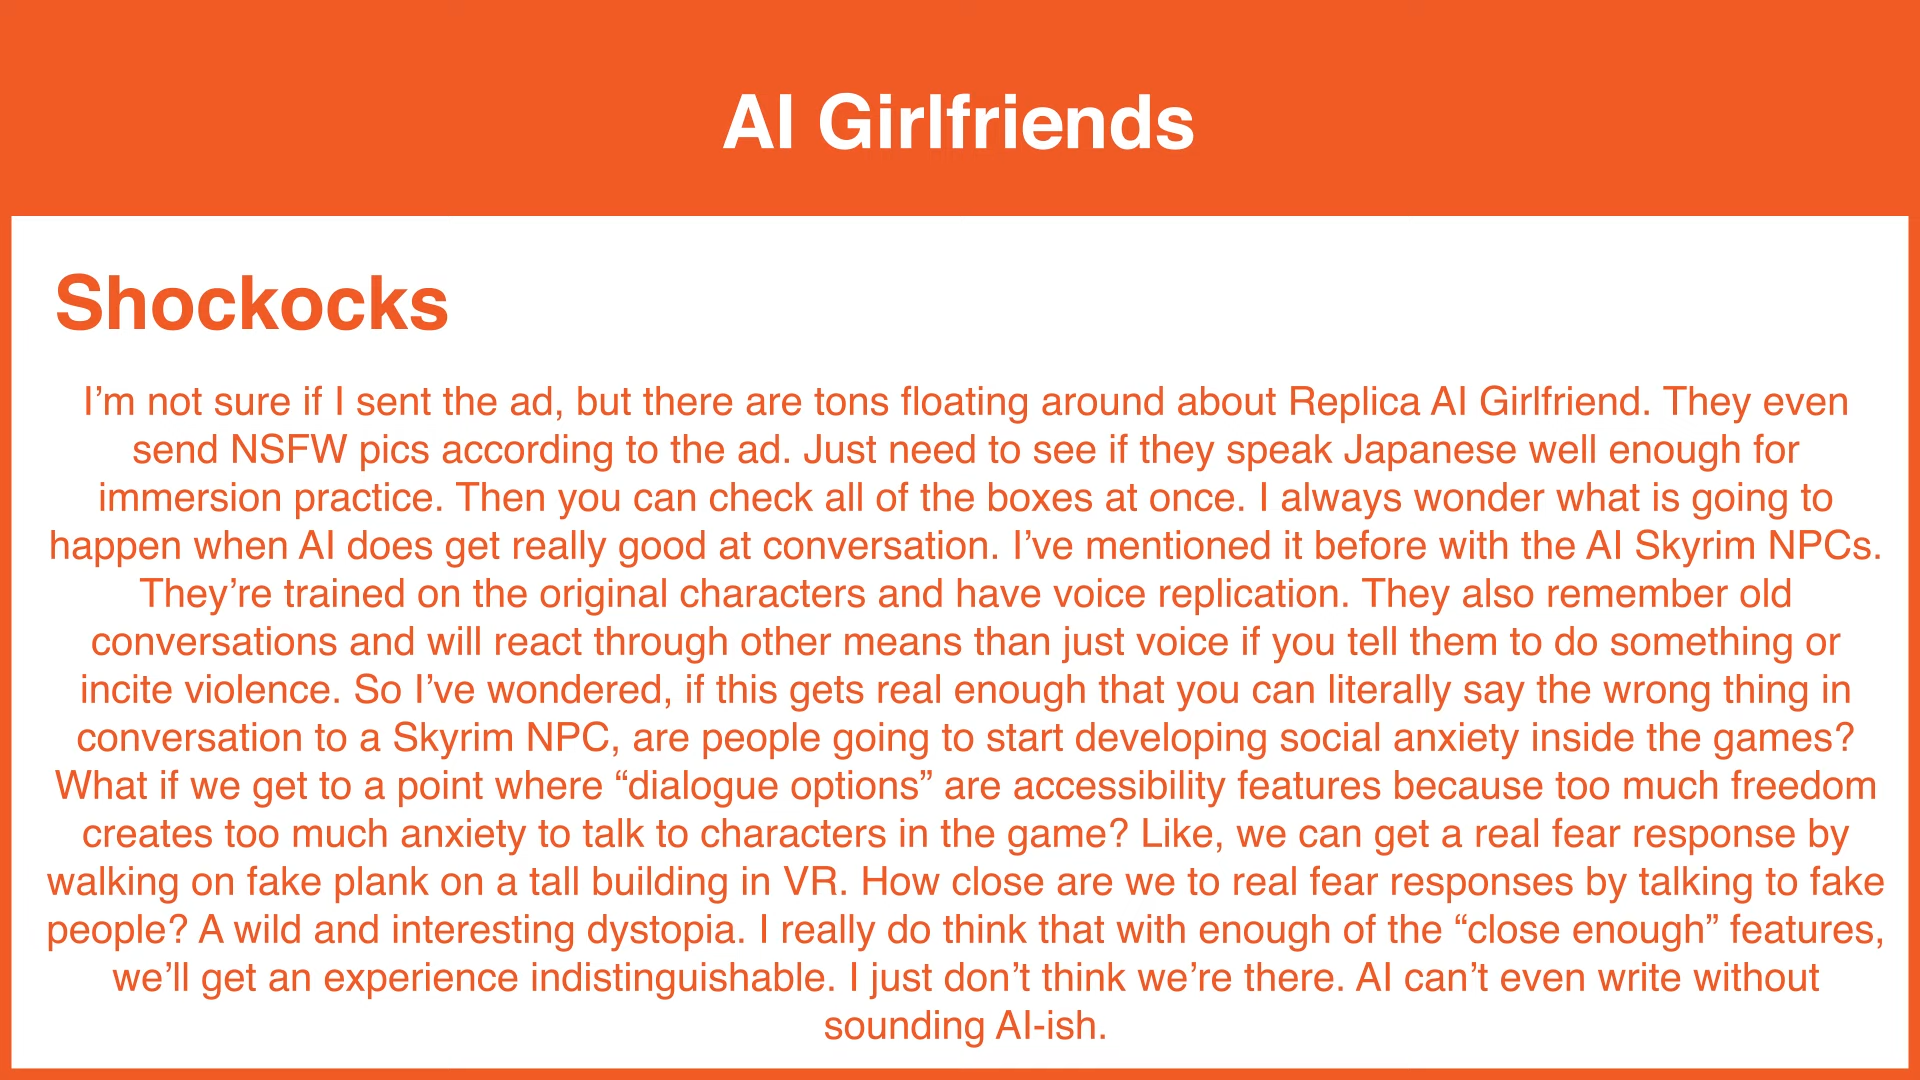 AI Girlfriends
Shockocks
I’m not sure if I sent the ad, but there are tons floating around about Replica AI Girlfriend. They even
send NSFW pics according to the ad. Just need to see if they speak Japanese well enough for
immersion practice. Then you can check all of the boxes at once. I always wonder what is going to
happen when AI does get really good at conversation. I’ve mentioned it before with the AI Skyrim NPCs.
They’re trained on the original characters and have voice replication. They also remember old
conversations and will react through other means than just voice if you tell them to do something or
incite violence. So I’ve wondered, if this gets real enough that you can literally say the wrong thing in
conversation to a Skyrim NPC, are people going to start developing social anxiety inside the games?
What if we get to a point where “dialogue options” are accessibility features because too much freedom
creates too much anxiety to talk to characters in the game? Like, we can get a real fear response by
walking on fake plank on a tall building in VR. How close are we to real fear responses by talking to fake
people? A wild and interesting dystopia. I really do think that with enough of the “close enough” features,
we’ll get an experience indistinguishable. I just don’t think we’re there. AI can’t even write without
sounding AI-ish.